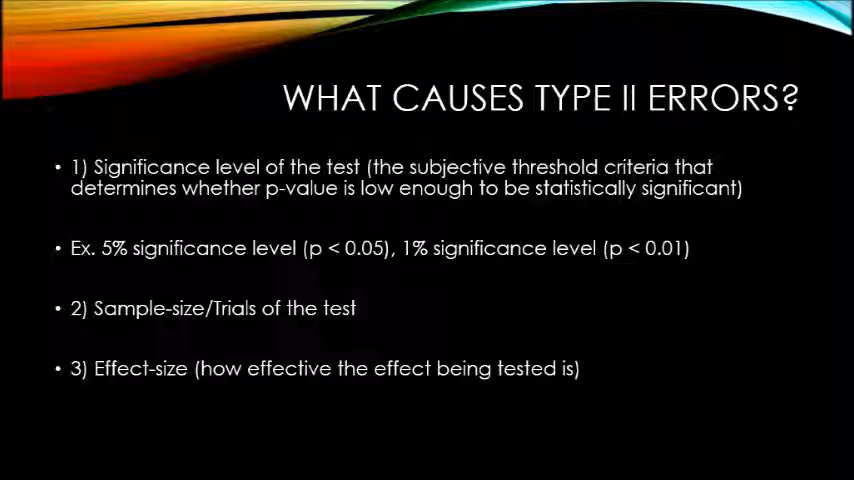 WHAT CAUSES TYPE II ERRORS?
• 1) Significance level of the test (the subjective threshold criteria that
determines whether p-value is low enough to be statistically significant)
• Ex. 5% significance level (p < 0.05), 1% significance level (p < 0.01)
• 2) Sample-size/Trials of the test
• 3) Effect-size (how effective the effect being tested is)